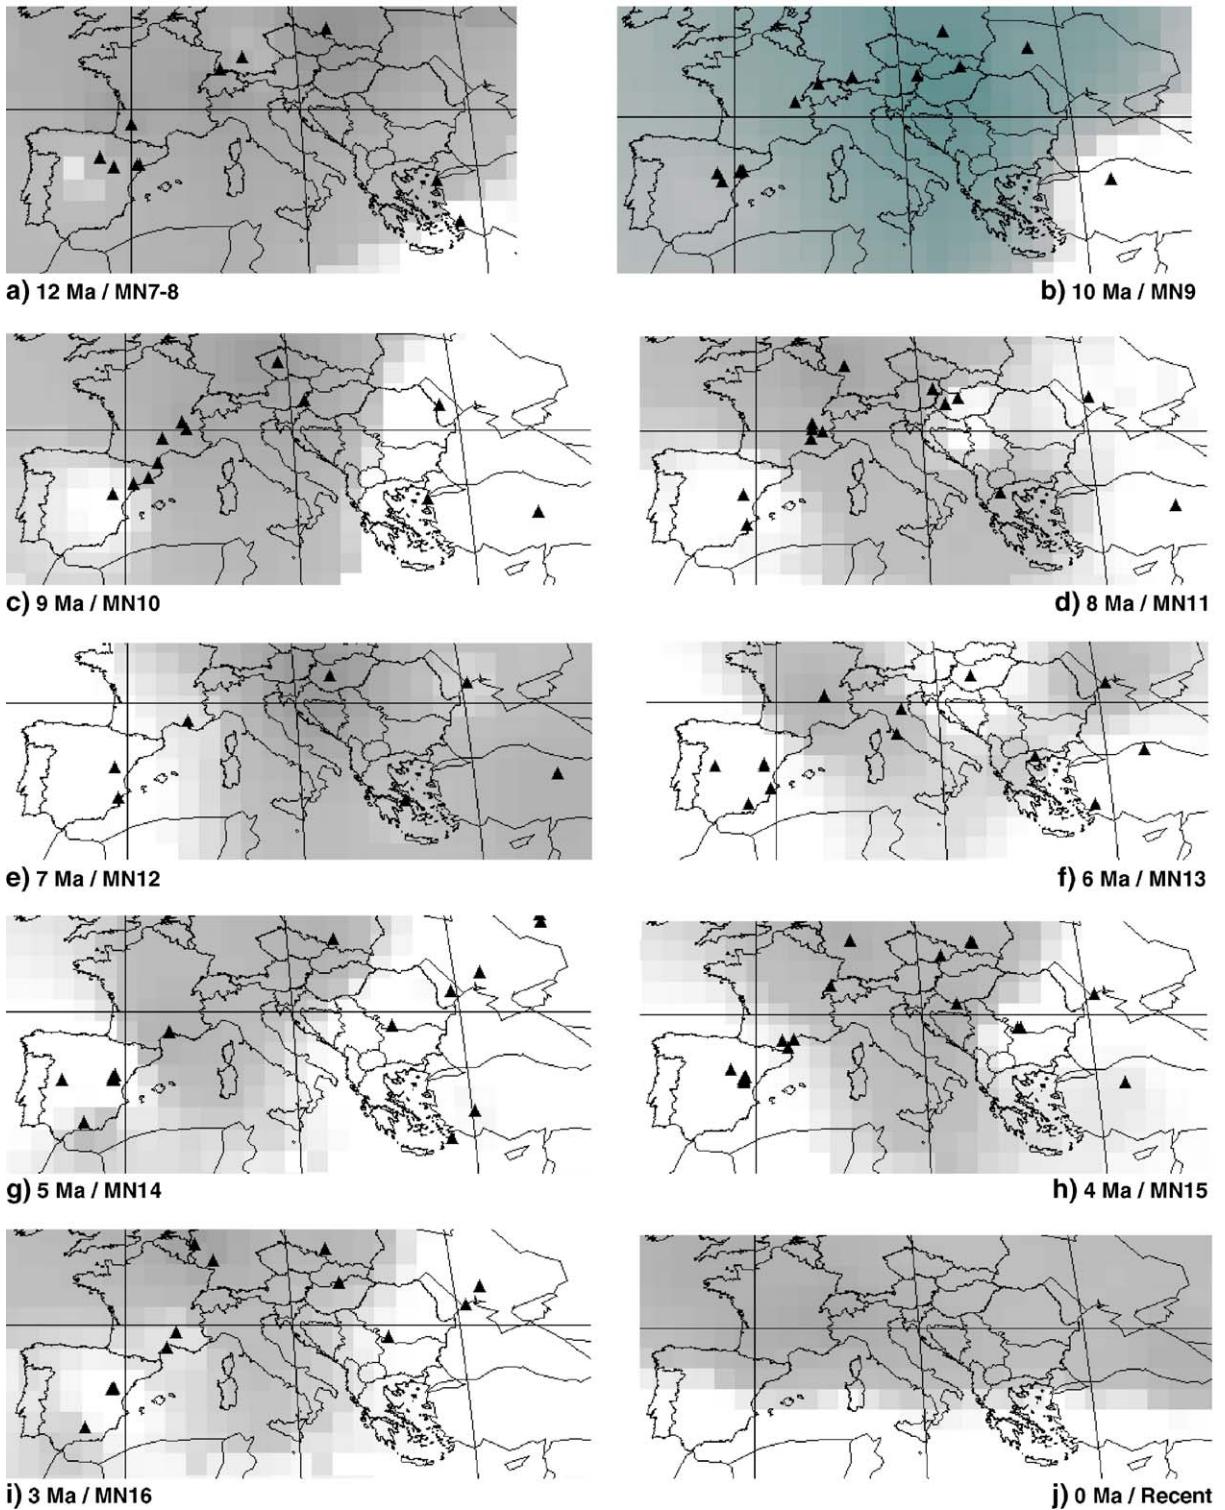 a) 12 Ma / MN7-8
b) 10 Ma / MN9
c) 9 Ma / MN10
d) 8 Ma / MN11
e) 7 Ma / MN12
f) 6 Ma / MN13
g) 5 Ma / MN14
h) 4 Ma / MN15
i) 3 Ma / MN16
j) 0 Ma / Recent